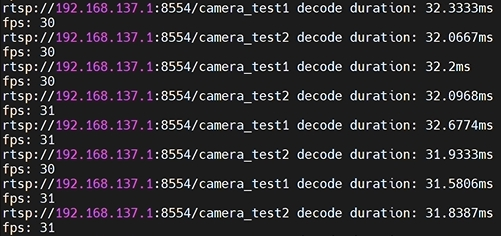 rtsp://192.168.137.1:8554/camera_test1 decode duration: 32.3333ms
fps: 30
rtsp://192.168.137.1:8554/camera_test2 decode duration: 32.0667ms
fps: 30
rtsp://192.168.137.1:8554/camera_test1 decode duration: 32.2ms
fps: 30
rtsp://192.168.137.1:8554/camera_test2 decode duration: 32.0968ms
fps: 31
rtsp://192.168.137.1:8554/camera_test1 decode duration: 32.6774ms
fps: 31
rtsp://192.168.137.1:8554/camera_test2 decode duration: 31.9333ms
fps: 30
rtsp://192.168.137.1:8554/camera_test1 decode duration: 31.5806ms
fps: 31
rtsp://192.168.137.1:8554/camera_test2 decode duration: 31.8387ms
fps: 31